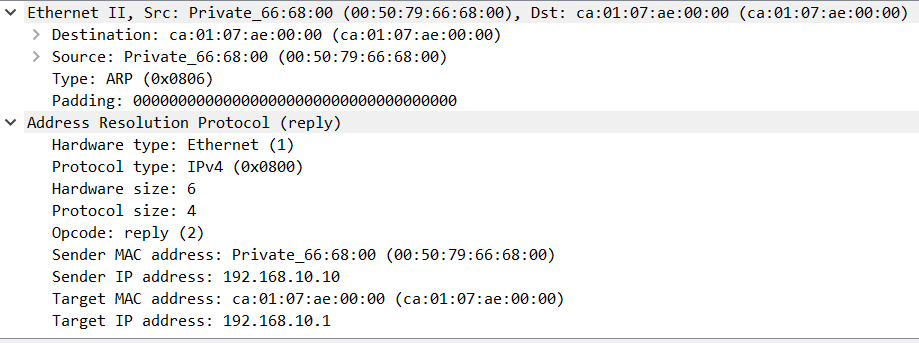 Ethernet II, Src: Private_66:68:00 (00:50:79:66:68:00), Dst: ca:01:07:ae:00:00 (ca:01:07:ae:00:00)
Destination: ca:01:07:ae:00:00 (ca:01:07:ae:00:00)
Source: Private_66:68:00 (00:50:79:66:68:00)
Type: ARP (0x0806)
Padding: 000000000000000000000000000000000000
Address Resolution Protocol (reply)
Hardware type: Ethernet (1)
Protocol type: IPv4 (0x0800)
Hardware size: 6
Protocol size: 4
Opcode: reply (2)
Sender MAC address: Private_66:68:00 (00:50:79:66:68:00)
Sender IP address: 192.168.10.10
Target MAC address: ca:01:07:ae:00:00 (ca:01:07:ae:00:00)
Target IP address: 192.168.10.1